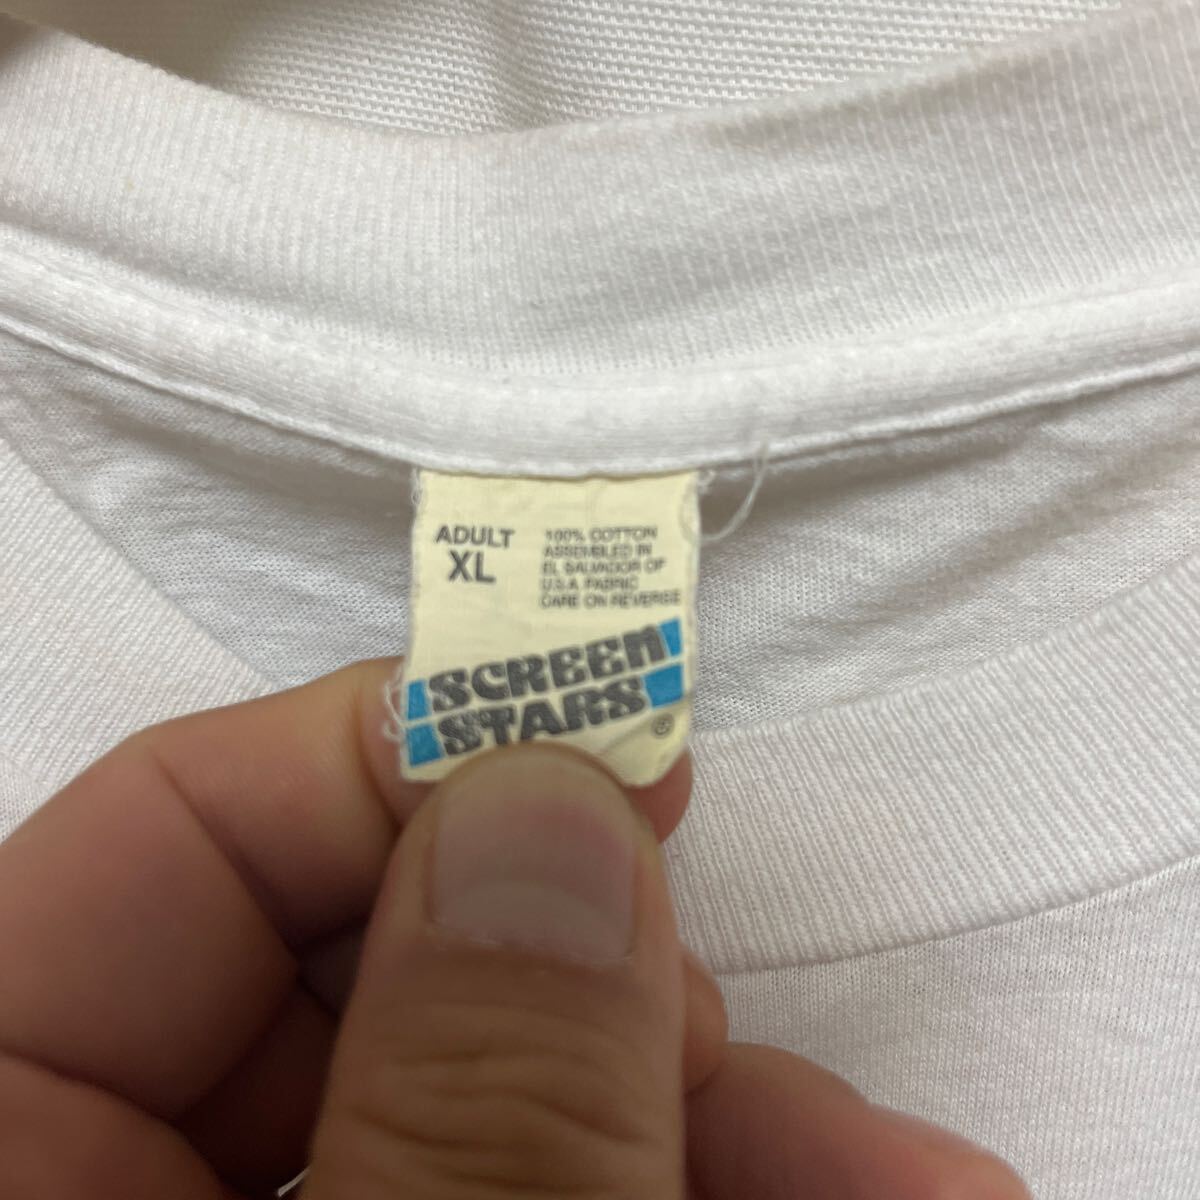 ADULT
XL
100% COTTON
ASSEMBLED IN
EL SALVADOR OF
U.S.A. FABRIC
CARE ON REVERSE
SCREEN
STARS
®